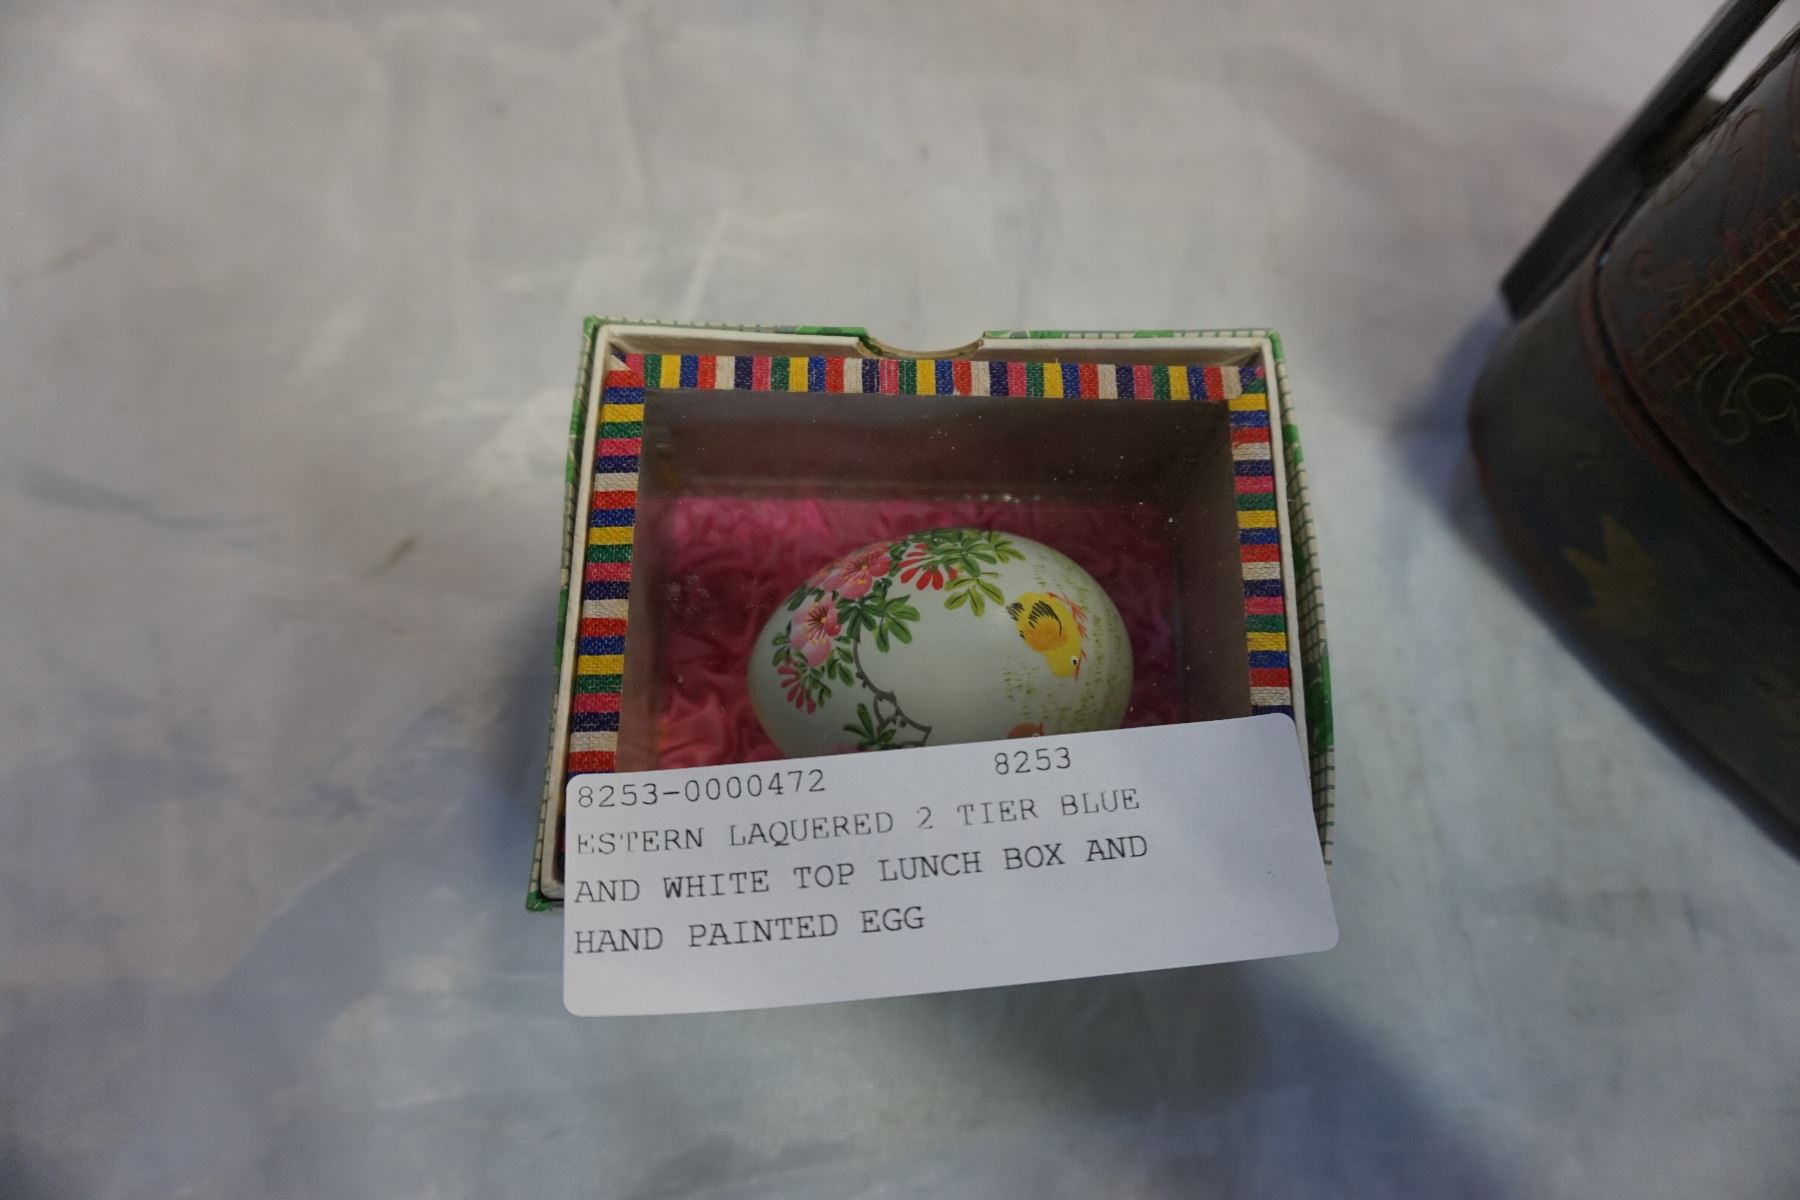 8253-0000472 8253
ESTERN LAQUERED 2 TIER BLUE
AND WHITE TOP LUNCH BOX AND
HAND PAINTED EGG